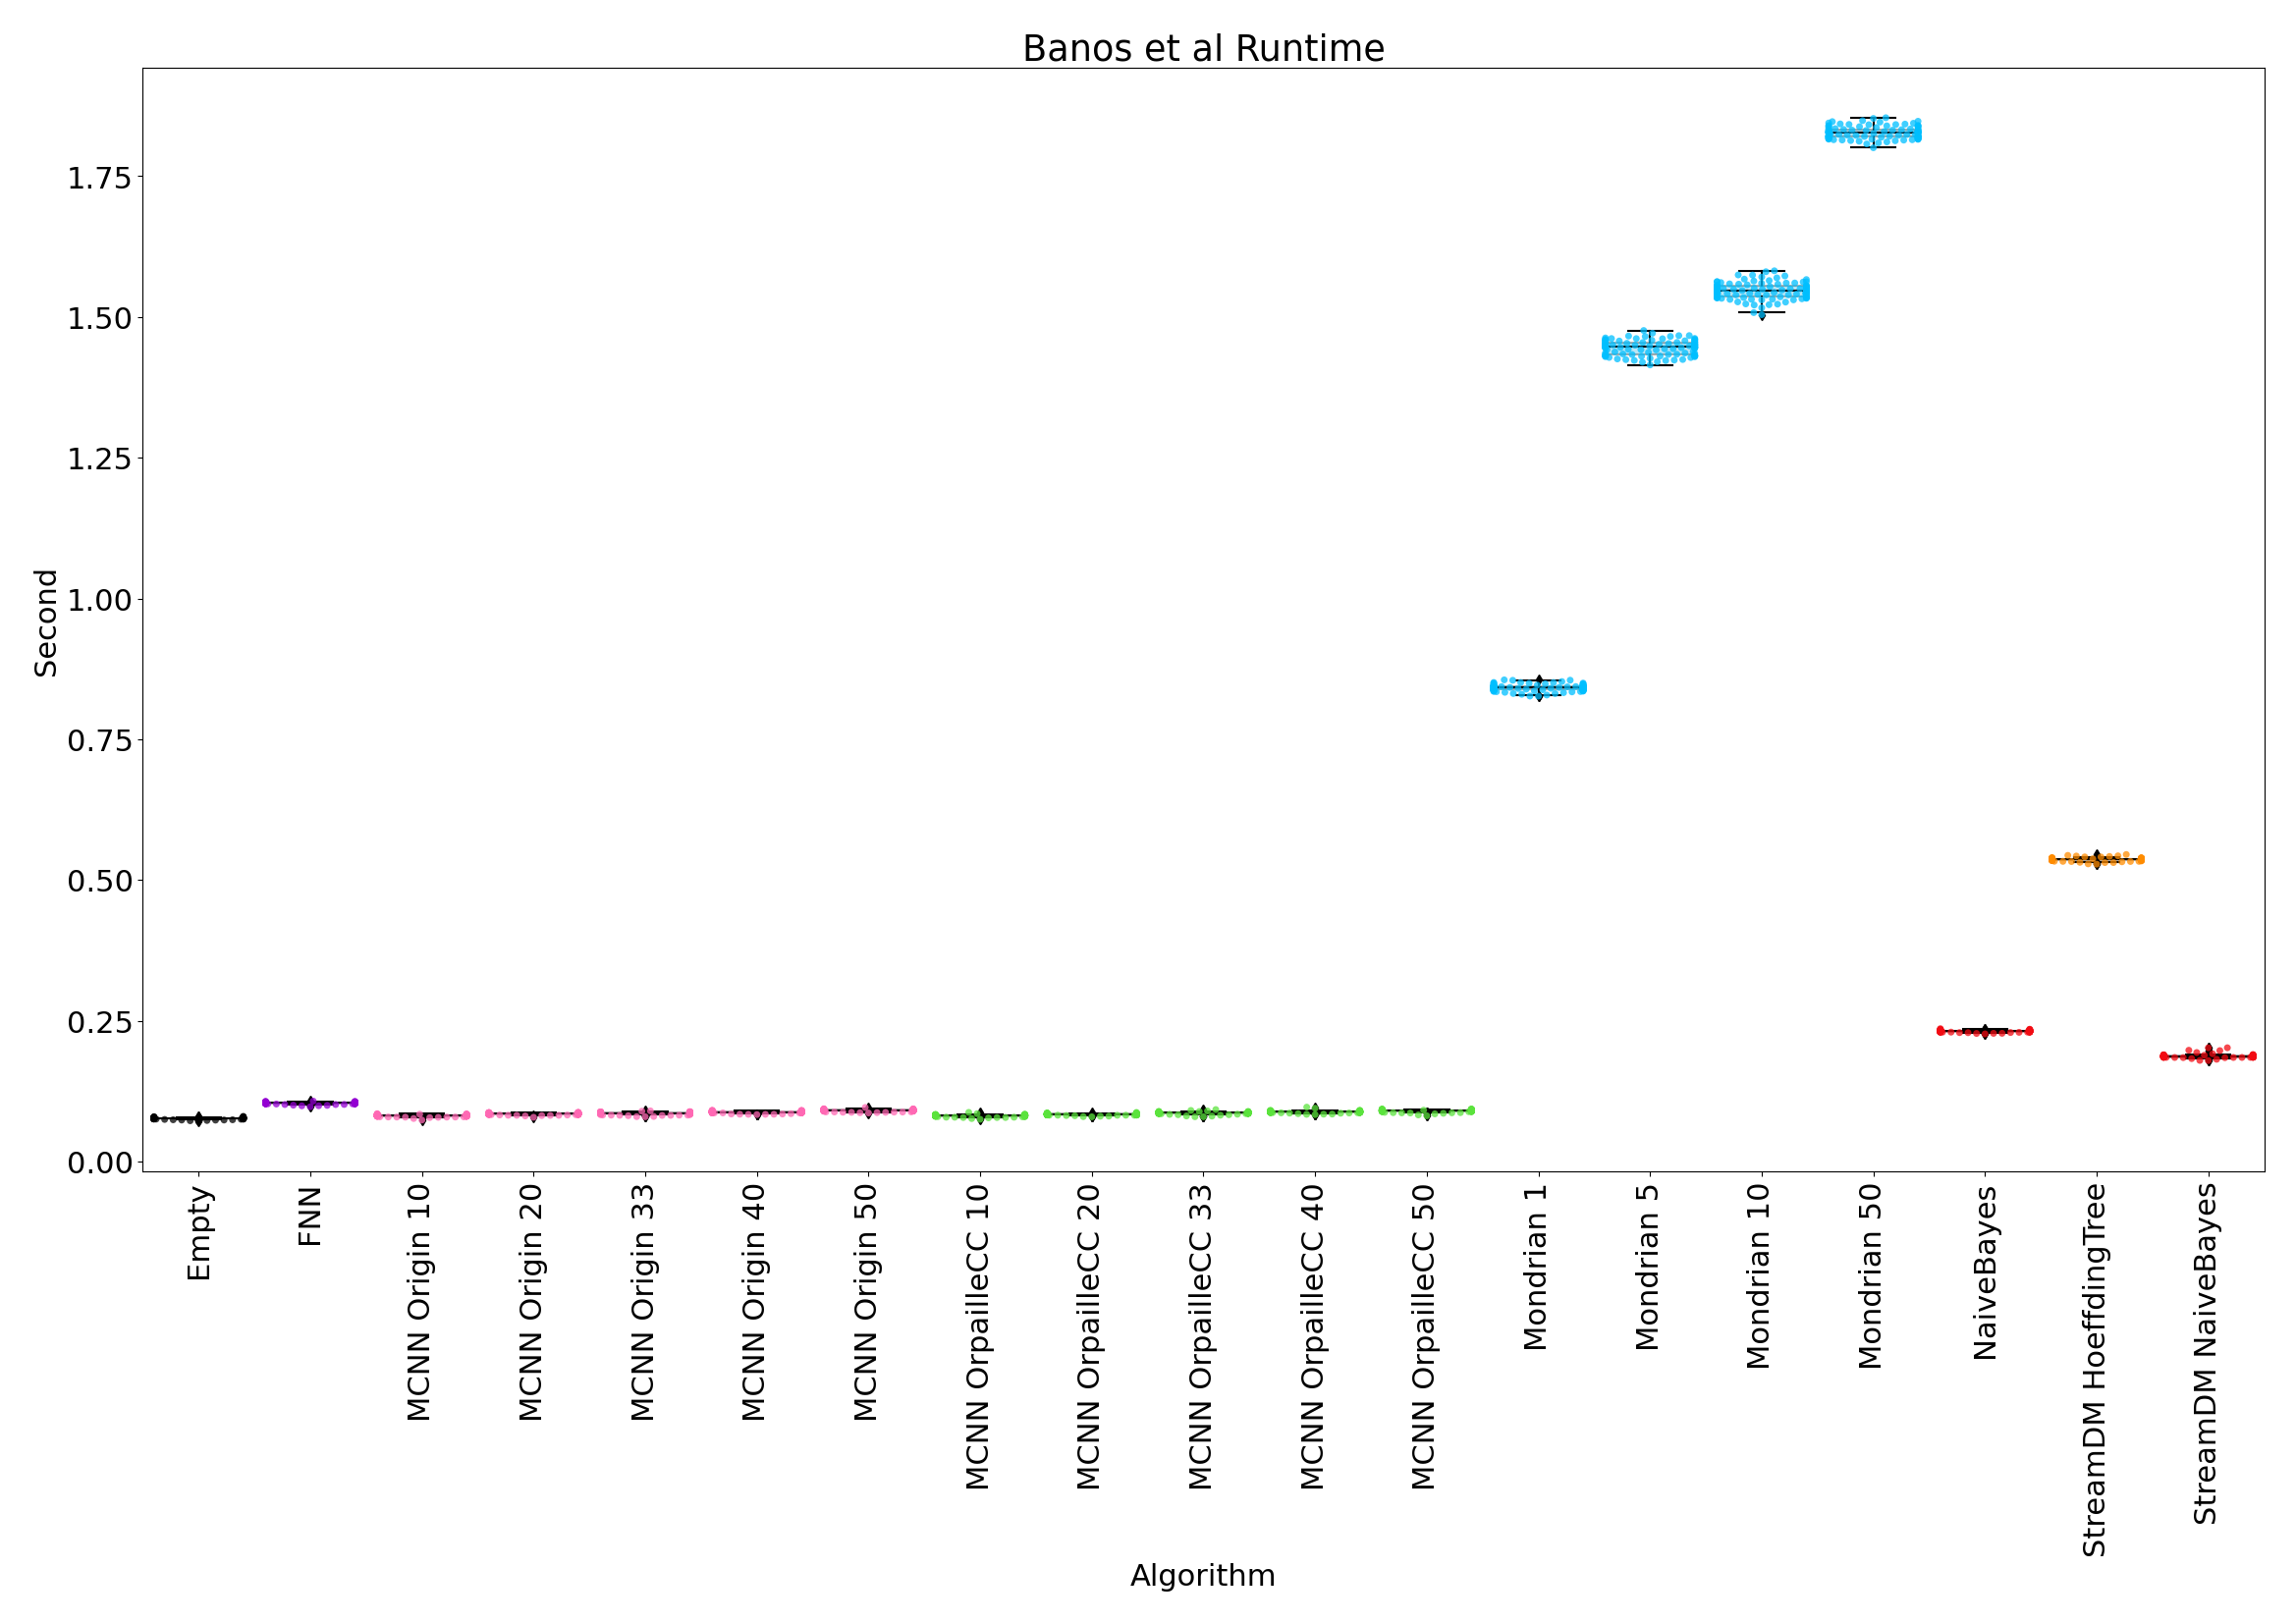 Banos et al Runtime
Second
1.75
1.50
1.25
1.00
0.75
0.50
0.25
0.00
Empty
FNN
MCNN Origin 10
MCNN Origin 20
MCNN Origin 33
MCNN Origin 40
MCNN Origin 50
MCNN OrpailleCC 10
MCNN OrpailleCC 20
MCNN OrpailleCC 33
MCNN OrpailleCC 40
MCNN OrpailleCC 50
Mondrian 1
Mondrian 5
Mondrian 10
Mondrian 50
NaiveBayes
StreamDM HoeffdingTree
StreamDM NaiveBayes
Algorithm